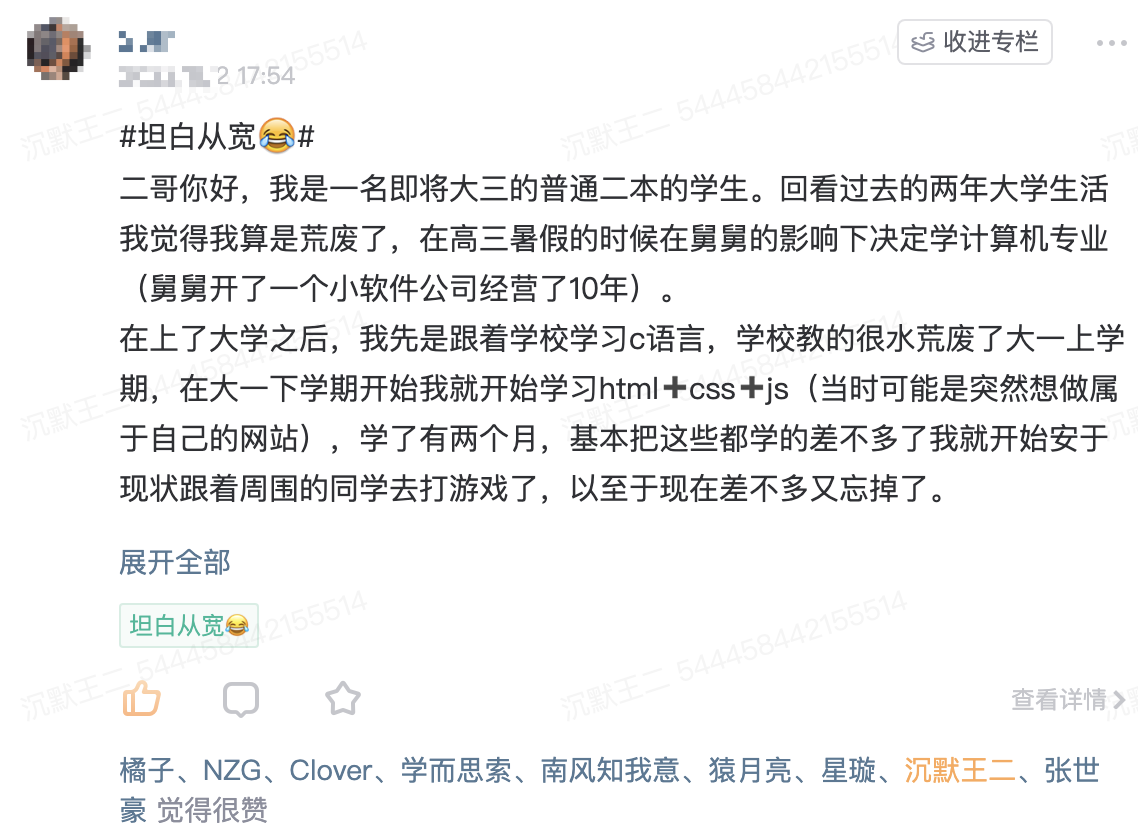 收进专栏
2 17:54
#坦白从宽😂#
二哥你好，我是一名即将大三的普通二本的学生。回看过去的两年大学生活
我觉得我算是荒废了，在高三暑假的时候在舅舅的影响下决定学计算机专业
（舅舅开了一个小软件公司经营了10年）。
在上了大学之后，我先是跟着学校学习c语言，学校教的很水荒废了大一上学
期，在大一下学期开始我就开始学习html➕css➕js（当时可能是突然想做属
于自己的网站），学了有两个月，基本把这些都学的差不多了我就开始安于
现状跟着周围的同学去打游戏了，以至于现在差不多又忘掉了。
展开全部
坦白从宽😂
查看详情
橘子、NZG、Clover、学而思索、南风知我意、猿月亮、星璇、沉默王二、张世
豪 觉得很赞
沉默王二 544458442155514